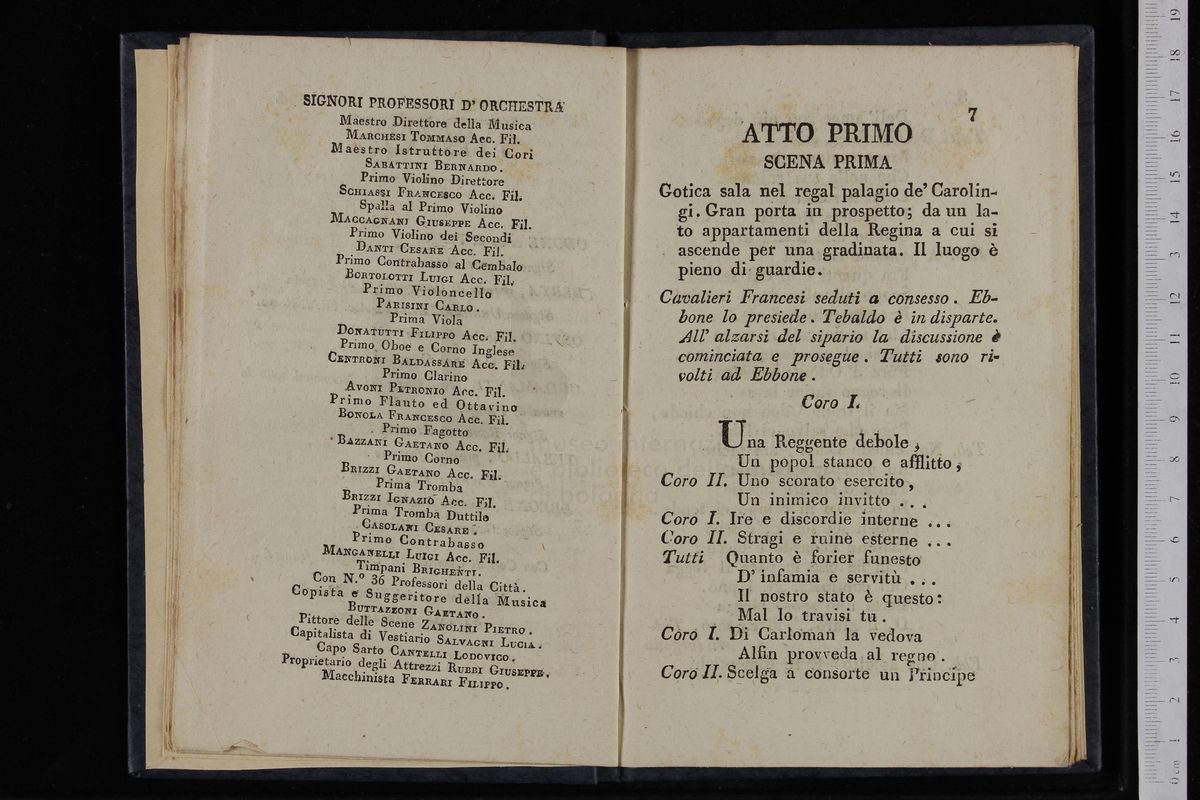 SIGNORI PROFESSORI D' ORCHESTRA
Maestro Direttore della Musica
MARCHESI TOMMASO Acc. Fil.
Maestro Istruttore dei Cori
SABATTINI BERNARDO.
Primo Violino Direttore
SCHIASSI FRANCESCO Acc. Fil.
Spalla al Primo Violino
MACCAGNANI GIUSEPPE Acc. Fil.
Primo Violino dei Secondi
DANTI CESARE Acc. Fil.
Primo Contrabasso al Cembalo
BORTOLOTTI LUIGI Acc. Fil.
Primo Violoncello
PARISINI CARLO.
Prima Viola
DONATUTTI FILIPPO Acc. Fil.
Primo Oboe e Corno Inglese
CENTRONI BALDASSARE Acc. Fil.
Primo Clarino
AVONI PETRONIO Acc. Fil.
Primo Flauto ed Ottavino
BONOLA FRANCESCO Acc. Fil.
Primo Fagotto
BAZZANI GAETANO Acc. Fil.
Primo Corno
BRIZZI GAETANO Acc. Fil.
Prima Tromba
BRIZZI IGNAZIO Acc. Fil.
Prima Tromba Duttile
CASOLANI CESARE.
Primo Contrabasso
MANGANELLI LUIGI Acc. Fil.
Timpani BRIGHENTI.
Con N.° 36 Professori della Città.
Copista e Suggeritore della Musica
BUTTAZZONI GAETANO.
Pittore delle Scene ZANOLINI PIETRO.
Capitalista di Vestiario SALVAGNI LUCIA.
Capo Sarto CANTELLI LODOVICO.
Proprietario degli Attrezzi RUBBI GIUSEPPE.
Macchinista FERRARI FILIPPO.
7
ATTO PRIMO
SCENA PRIMA
Gotica sala nel regal palagio de' Carolin-
gi. Gran porta in prospetto; da un la-
to appartamenti della Regina a cui si
ascende per una gradinata. Il luogo è
pieno di guardie.
Cavalieri Francesi seduti a consesso. Eb-
bone lo presiede. Tebaldo è in disparte.
All' alzarsi del sipario la discussione è
cominciata e prosegue. Tutti sono ri-
volti ad Ebbone.
Coro I.
Una Reggente debole,
Un popol stanco e afflitto,
Coro II. Uno scorato esercito,
Un inimico invitto ...
Coro I. Ire e discordie interne ...
Coro II. Stragi e ruine esterne ...
Tutti Quanto è forier funesto
D' infamia e servitù ...
Il nostro stato è questo:
Mal lo travisi tu.
Coro I. Di Carloman la vedova
Alfin provveda al regno.
Coro II. Scelga a consorte un Principe